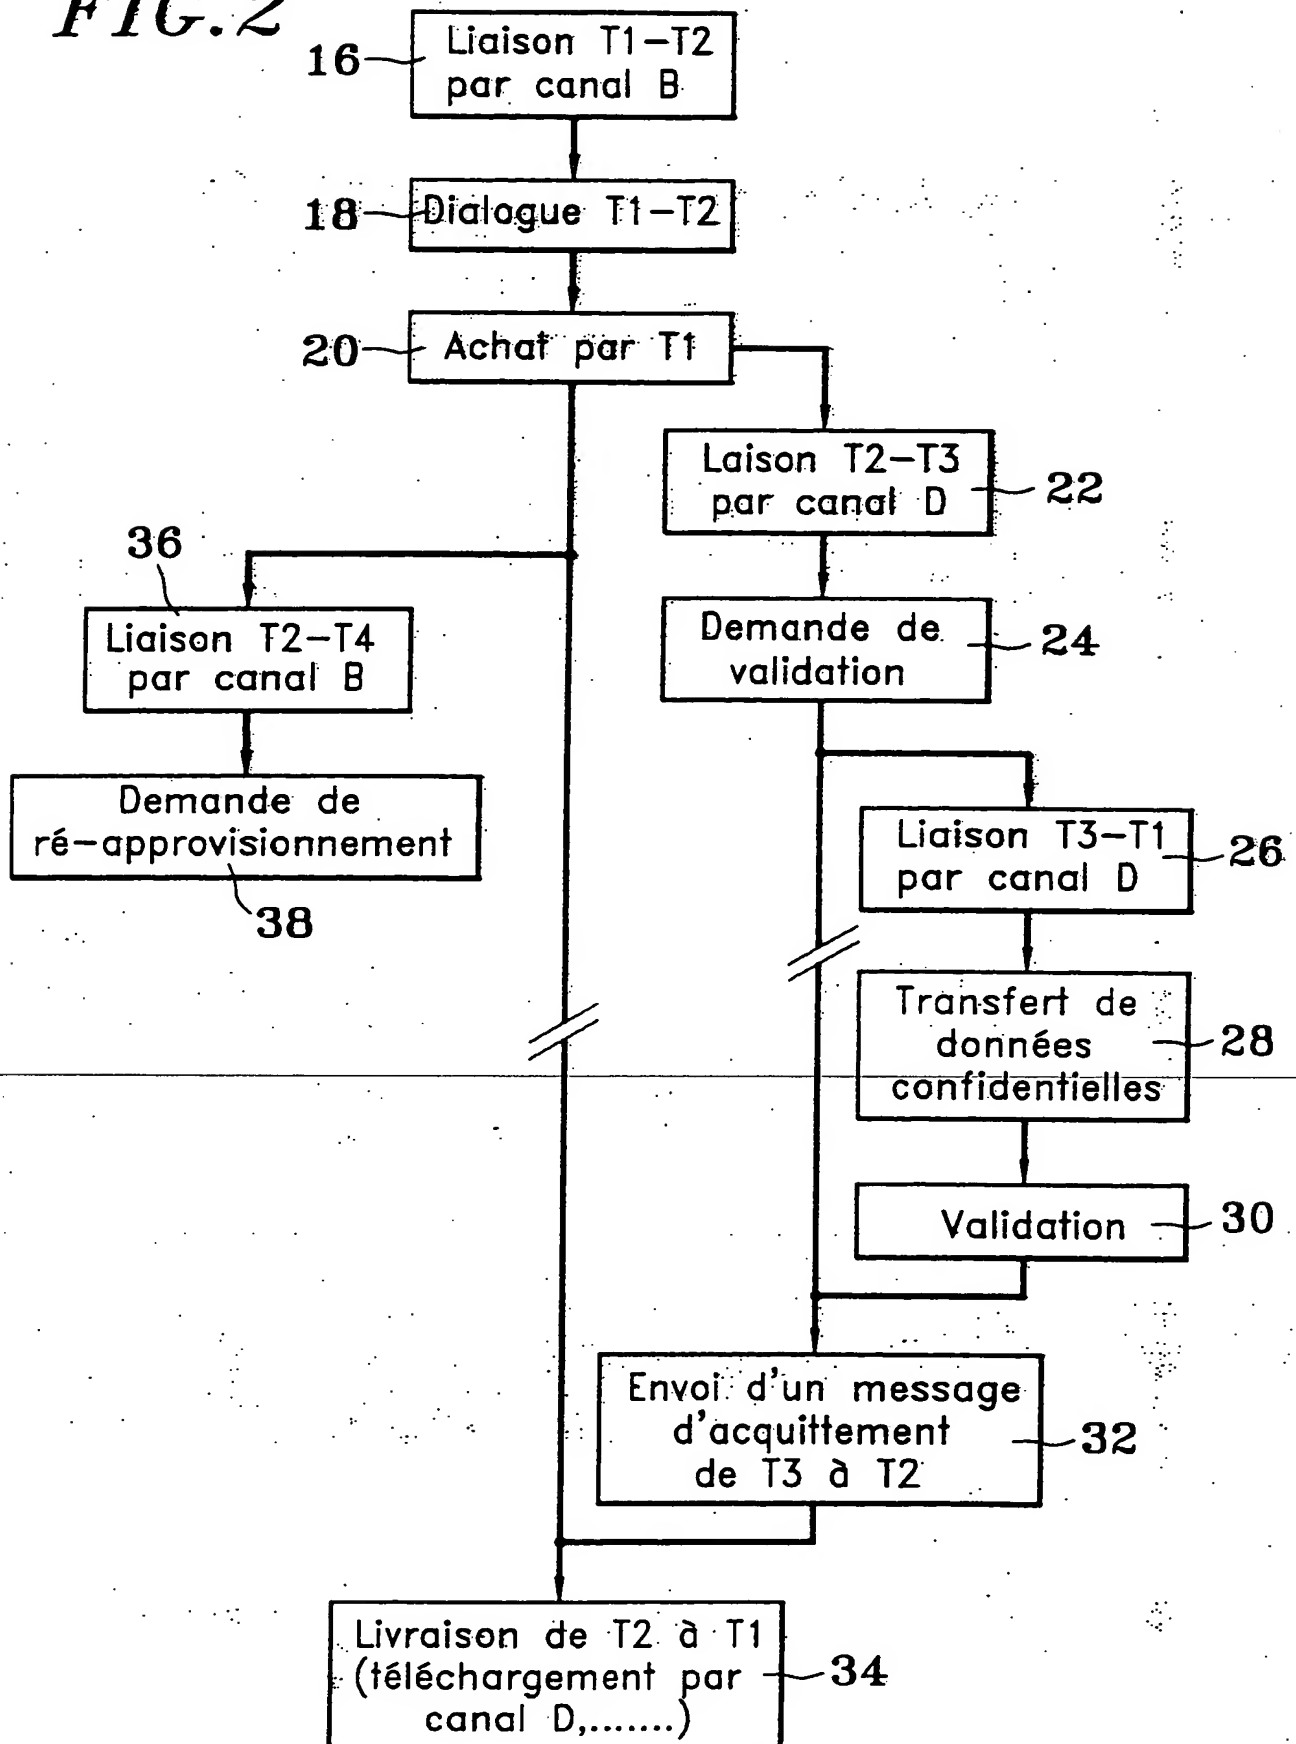 FIG.2
16
Liaison T1-T2
par canal B
18
Dialogue T1-T2
20
Achat par T1
Laison T2-T3
par canal D
22
36
Liaison T2-T4
par canal B
Demande de
validation
24
Demande de
ré-approvisionnement
38
Liaison T3-T1
par canal D
26
Transfert de
données
confidentielles
28
Validation
30
Envoi d'un message
d'acquittement
de T3 à T2
32
Livraison de T2 à T1
(téléchargement par
canal D,.......)
34